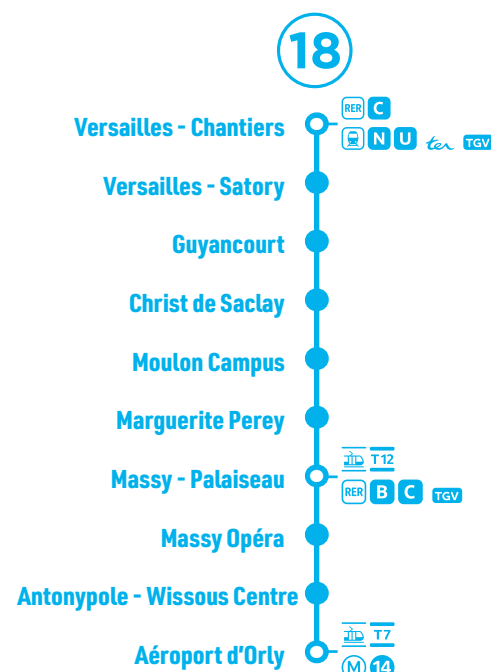 18
RER C
Versailles - Chantiers
N U ter TGV
Versailles - Satory
Guyancourt
Christ de Saclay
Moulon Campus
Marguerite Perey
T12
Massy - Palaiseau
RER B C TGV
Massy Opéra
Antonypole - Wissous Centre
T7
Aéroport d'Orly
M 14